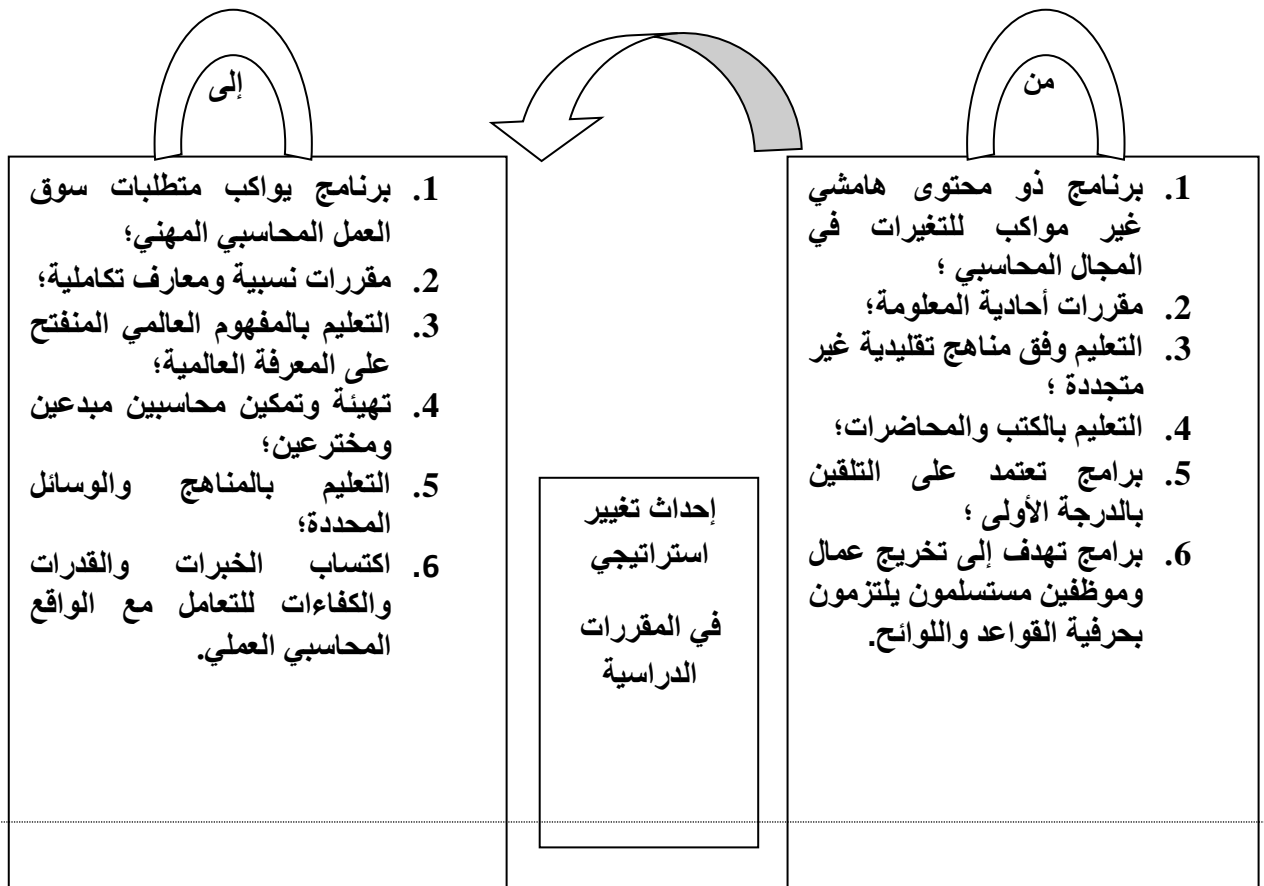 من
1. برنامج ذو محتوى هامشي
غير مواكب للتغيرات في
المجال المحاسبي ؛
2. مقررات أحادية المعلومة؛
3. التعليم وفق مناهج تقليدية غير
متجددة ؛
4. التعليم بالكتب والمحاضرات؛
5. برامج تعتمد على التلقين
بالدرجة الأولى ؛
6. برامج تهدف إلى تخريج عمال
وموظفين مستسلمون يلتزمون
بحرفية القواعد واللوائح.
إحداث تغيير
استراتيجي
في المقررات
الدراسية
إلى
1. برنامج يواكب متطلبات سوق
العمل المحاسبي المهني؛
2. مقررات نسبية ومعارف تكاملية؛
3. التعليم بالمفهوم العالمي المنفتح
على المعرفة العالمية؛
4. تهيئة وتمكين محاسبين مبدعين
ومخترعين؛
5. التعليم بالمناهج والوسائل
المحددة؛
6. اكتساب الخبرات والقدرات
والكفاءات للتعامل مع الواقع
المحاسبي العملي.